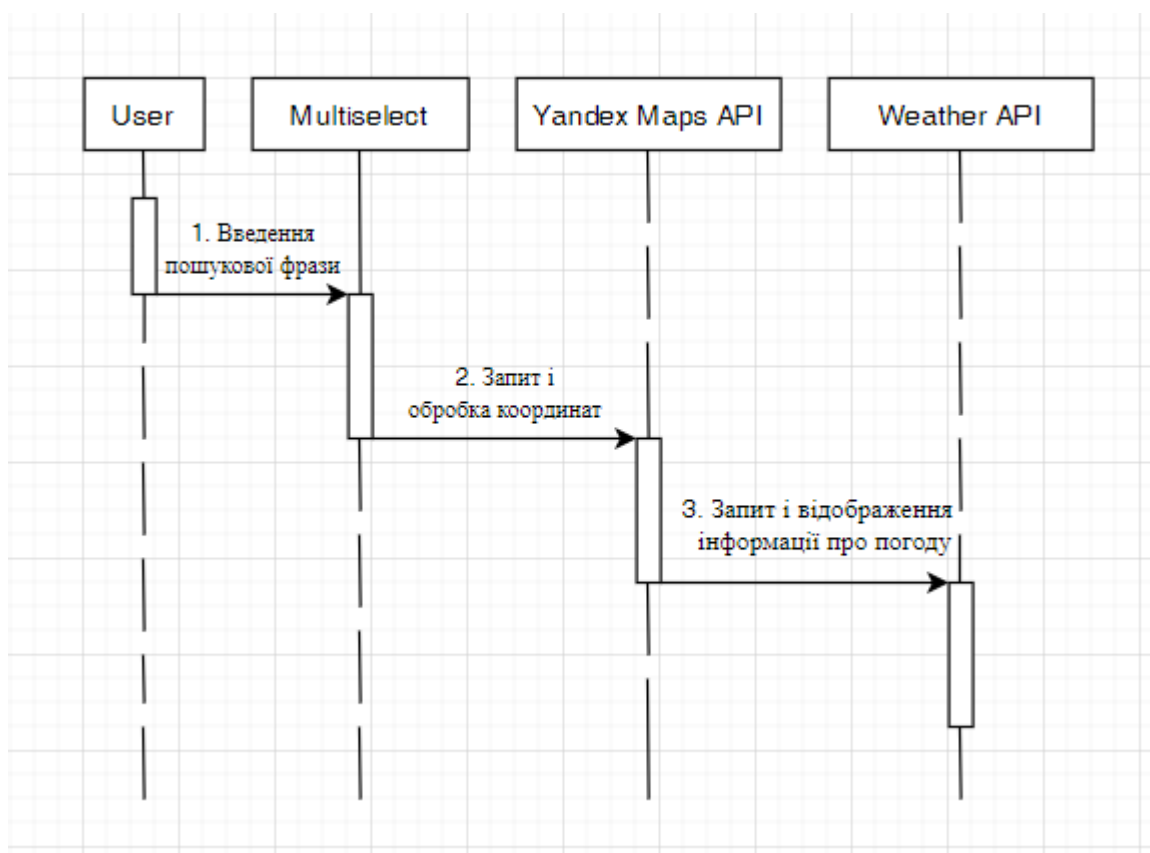 User
Multiselect
Yandex Maps API
Weather API
1. Введення
пошукової фрази
2. Запит і
обробка координат
3. Запит і відображення
інформації про погоду